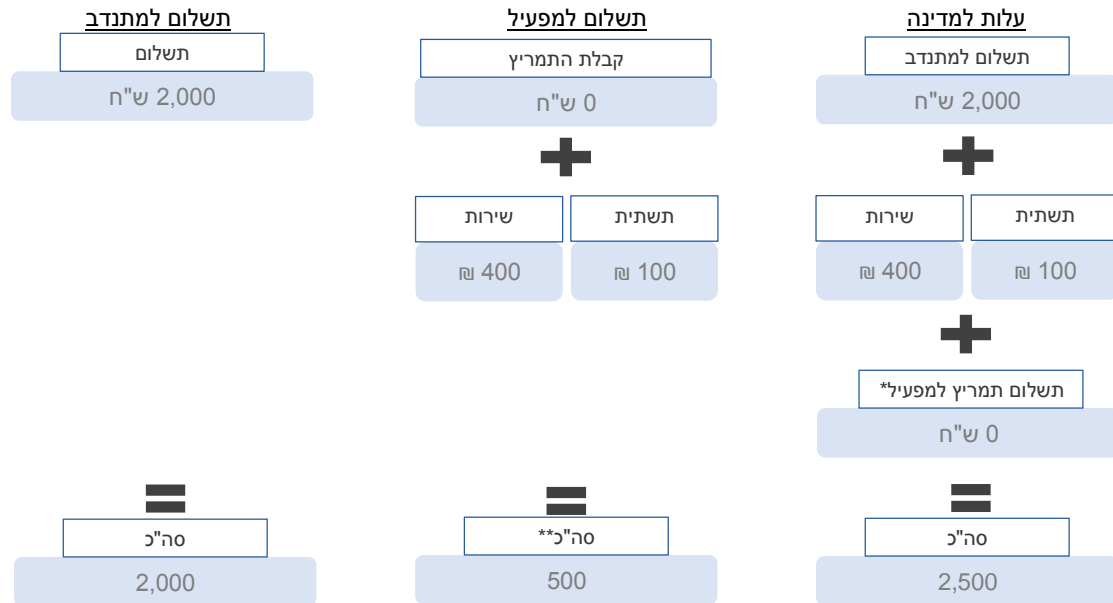 עלות למדינה
תשלום למתנדב
2,000 ש"ח
תשתית
שירות
100 ₪
400 ₪
תשלום תמריץ למפעיל*
0 ש"ח
סה"כ
2,500
תשלום למפעיל
קבלת התמריץ
0 ש"ח
תשתית
שירות
100 ₪
400 ₪
סה"כ**
500
תשלום למתנדב
תשלום
2,000 ש"ח
סה"כ
2,000